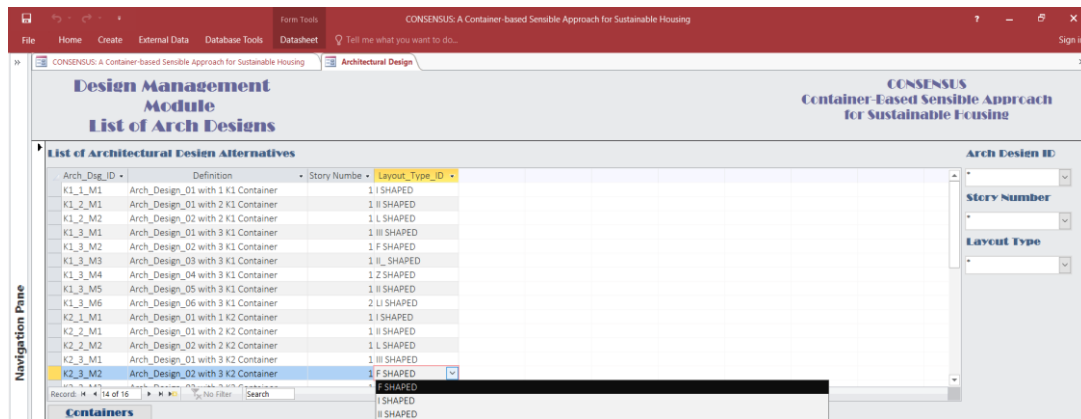 Form Tools
CONSENSUS: A Container-based Sensible Approach for Sustainable Housing
?
File Home Create External Data Database Tools Datasheet Tell me what you want to do...
Sign i
CONSENSUS: A Container-based Sensible Approach for Sustainable Housing
Architectural Design
Design Management
Module
List of Arch Designs
CONSENSUS
Container-Based Sensible Approach
for Sustainable Housing
List of Architectural Design Alternatives
Arch_Dsg_ID Definition Story Numbe Layout_Type_ID
K1_1_M1 Arch_Design_01 with 1 K1 Container 1 I SHAPED
K1_2_M1 Arch_Design_01 with 2 K1 Container 1 II SHAPED
K1_2_M2 Arch_Design_02 with 2 K1 Container 1 L SHAPED
K1_3_M1 Arch_Design_01 with 3 K1 Container 1 III SHAPED
K1_3_M2 Arch_Design_02 with 3 K1 Container 1 F SHAPED
K1_3_M3 Arch_Design_03 with 3 K1 Container 1 II_ SHAPED
K1_3_M4 Arch_Design_04 with 3 K1 Container 1 Z SHAPED
K1_3_M5 Arch_Design_05 with 3 K1 Container 1 II SHAPED
K1_3_M6 Arch_Design_06 with 3 K1 Container 2 LI SHAPED
K2_1_M1 Arch_Design_01 with 1 K2 Container 1 I SHAPED
K2_2_M1 Arch_Design_01 with 2 K2 Container 1 II SHAPED
K2_2_M2 Arch_Design_02 with 2 K2 Container 1 L SHAPED
K2_3_M1 Arch_Design_01 with 3 K2 Container 1 III SHAPED
K2_3_M2 Arch_Design_02 with 3 K2 Container 1 F SHAPED
Record: 14 of 16 No Filter Search
F SHAPED
I SHAPED
II SHAPED
Containers
Arch Design ID
*
Story Number
*
Layout Type
*
Navigation Pane